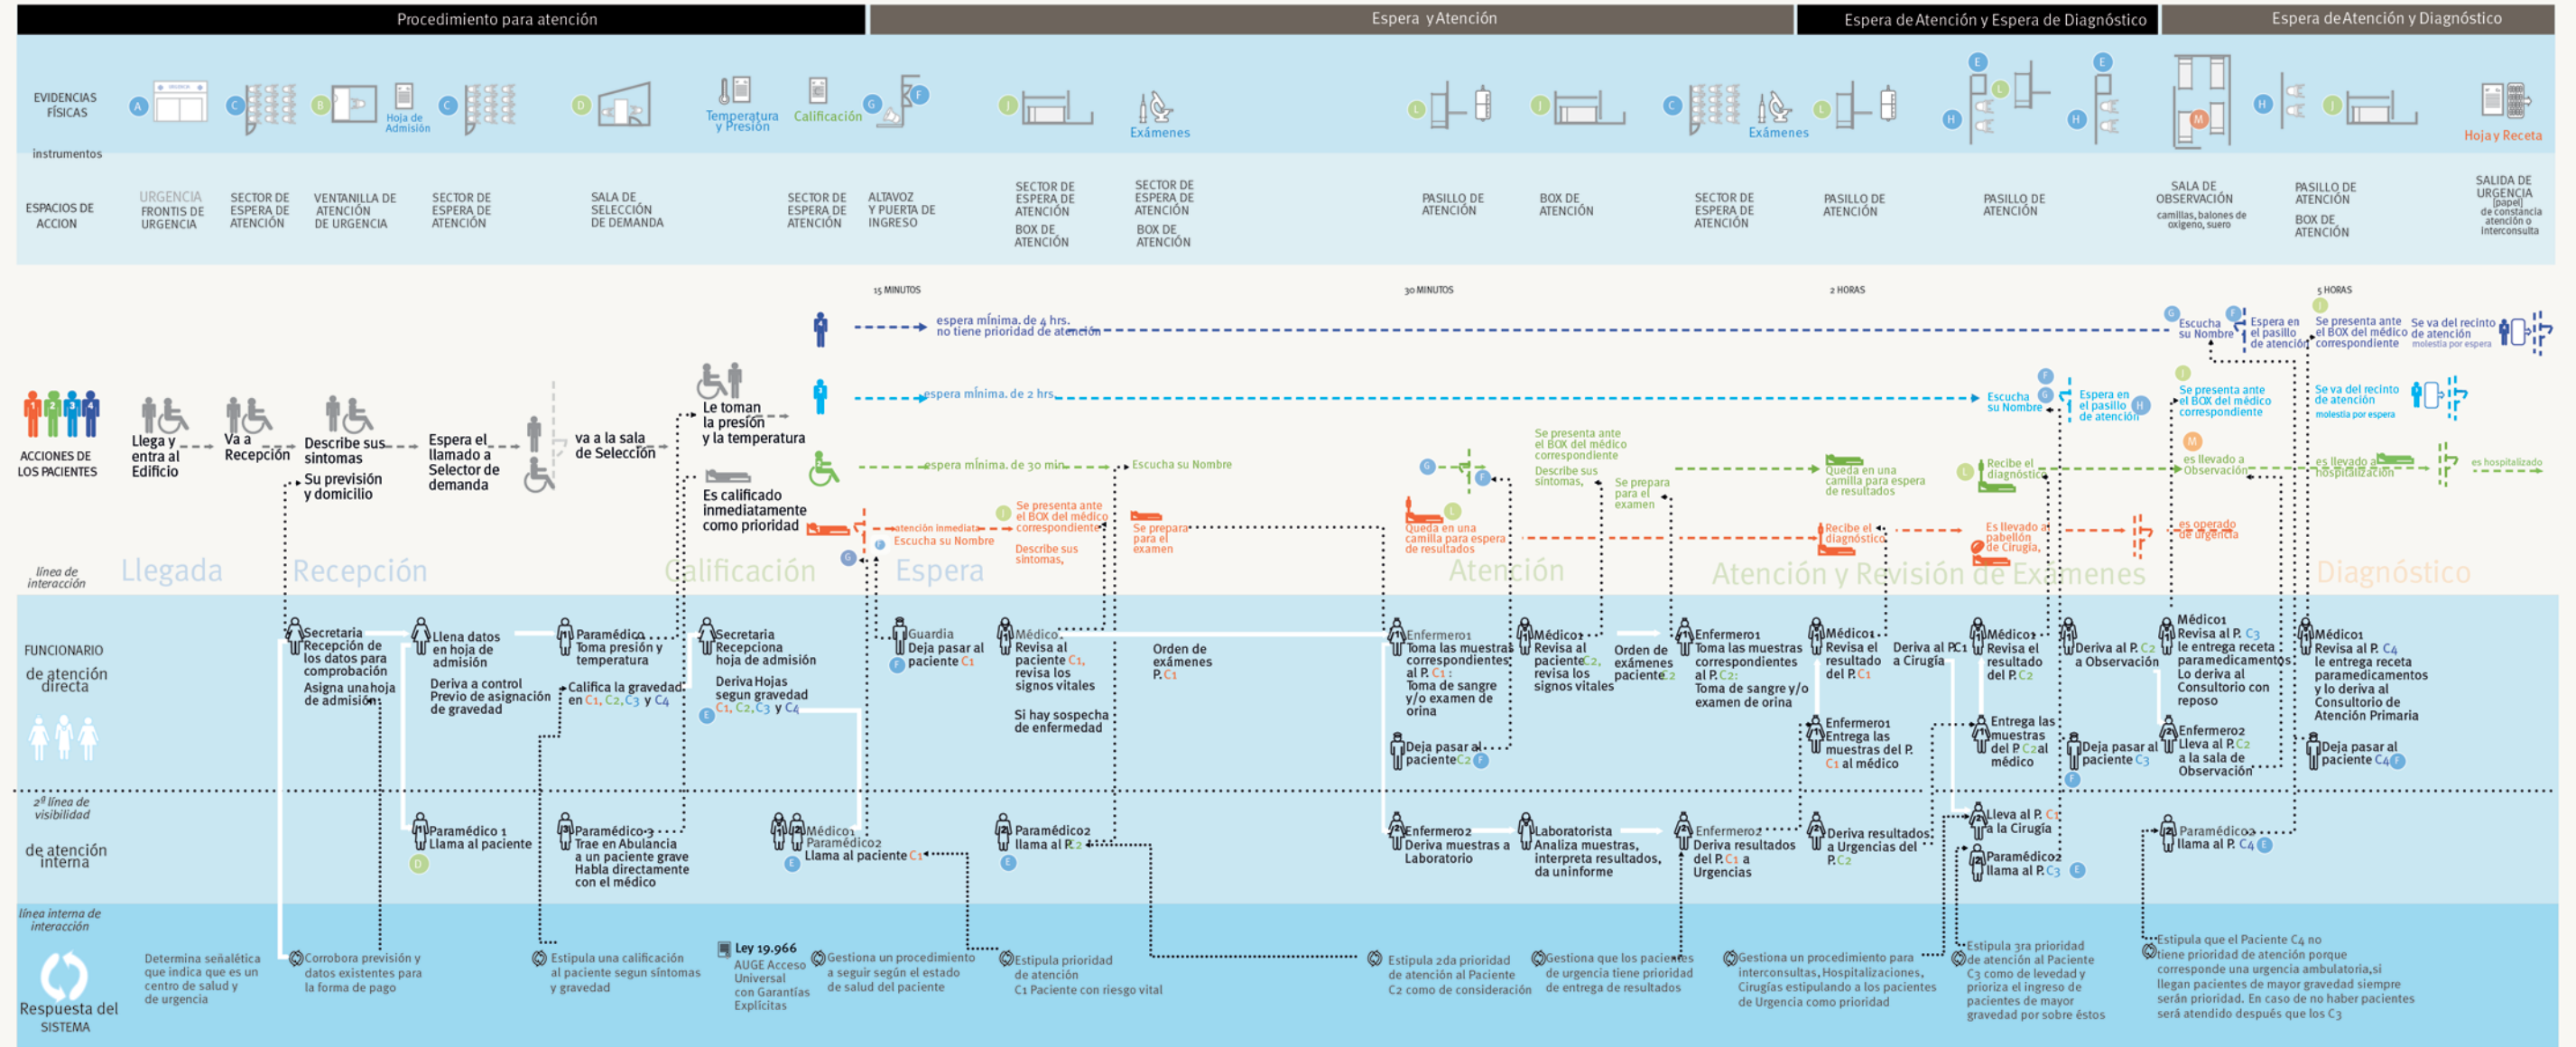 Procedimiento para atención
Espera y Atención
Espera de Atención y Espera de Diagnóstico
Espera de Atención y Diagnóstico
EVIDENCIAS
FÍSICAS
instrumentos
A
C
B
Hoja de
Admisión
C
D
Temperatura
y Presión
Calificación
G
F
J
Exámenes
L
J
C
Exámenes
L
E
L
H
E
H
M
H
J
Hoja y Receta
ESPACIOS DE
ACCION
URGENCIA
FRONTIS DE
URGENCIA
SECTOR DE
ESPERA DE
ATENCIÓN
VENTANILLA DE
ATENCIÓN
DE URGENCIA
SECTOR DE
ESPERA DE
ATENCIÓN
SALA DE
SELECCIÓN
DE DEMANDA
SECTOR DE
ESPERA DE
ATENCIÓN
ALTAVOZ
Y PUERTA DE
INGRESO
SECTOR DE
ESPERA DE
ATENCIÓN
BOX DE
ATENCIÓN
SECTOR DE
ESPERA DE
ATENCIÓN
BOX DE
ATENCIÓN
PASILLO DE
ATENCIÓN
BOX DE
ATENCIÓN
SECTOR DE
ESPERA DE
ATENCIÓN
PASILLO DE
ATENCIÓN
PASILLO DE
ATENCIÓN
SALA DE
OBSERVACIÓN
camillas, balones de
oxigeno, suero
PASILLO DE
ATENCIÓN
BOX DE
ATENCIÓN
SALIDA DE
URGENCIA
[papel]
de constancia
atención o
Interconsulta
15 MINUTOS
30 MINUTOS
2 HORAS
5 HORAS
4
espera mÍnima. de 4 hrs.
no tiene prioridad de atención
G
Escucha
su Nombre
F
Espera en
el pasillo
de atención
I
Se presenta ante
el BOX del médico
correspondiente
Se va del recinto
de atención
molestia por espera
3
espera mÍnima. de 2 hrs.
Escucha
su Nombre
F
G
Espera en
el pasillo
de atención
H
I
Se presenta ante
el BOX del médico
correspondiente
Se va del recinto
de atención
molestia por espera
1 2 3 4
ACCIONES DE
LOS PACIENTES
Llega y
entra al
Edificio
Va a
Recepción
Describe sus
sintomas
Su previsión
y domicilio
Espera el
llamado a
Selector de
demanda
va a la sala
de Selección
Le toman
la presión
y la temperatura
Es calificado
inmediatamente
como prioridad
espera mÍnima. de 30 min.
Escucha su Nombre
G
F
Se presenta ante
el BOX del médico
correspondiente
Describe sus
síntomas,
Se prepara
para el
examen
Queda en una
camilla para espera
de resultados
L
Recibe el
diagnóstico
M
es llevado a
Observación
es llevado a
hospitalización
es hospitalizado
G
F
atención inmediata
Escucha su Nombre
I
Se presenta ante
el BOX del médico
correspondiente
Describe sus
síntomas,
Se prepara
para el
examen
L
Queda en una
camilla para espera
de resultados
Recibe el
diagnóstico
Es llevado a
pabellón
de Cirugía,
es operado
de urgencia
línea de
interacción
Llegada
Recepción
Calificación
Espera
Atención
Atención y Revisión de Exámenes
Diagnóstico
FUNCIONARIO
de atención
directa
Secretaria
Recepción de
los datos para
comprobación
Asigna una hoja
de admisión
Llena datos
en hoja de
admisión
Deriva a control
Previo de asignación
de gravedad
Paramédico
Toma presión y
temperatura
Califica la gravedad
en C1, C2, C3 y C4
Secretaria
Recepciona
hoja de admisión
Deriva Hojas
segun gravedad
C1, C2, C3 y C4
E
Guardia
Deja pasar al
paciente C1
F
Médico
Revisa al
paciente C1,
revisa los
signos vitales
Si hay sospecha
de enfermedad
Orden de
exámenes
P. C1
Enfermero1
Toma las muestras
correspondientes
al P. C1 :
Toma de sangre
y/o examen de
orina
Deja pasar al
paciente C2
F
Médico1
Revisa al
paciente C2,
revisa los
signos vitales
Orden de
exámenes
paciente C2
Enfermero1
Toma las muestras
correspondientes
al P. C2:
Toma de sangre y/o
examen de orina
Médico1
Revisa el
resultado
del P. C1
Enfermero1
Entrega las
muestras del P.
C1 al médico
Deriva al P.C1
a Cirugía
Médico1
Revisa el
resultado
del P. C2
Entrega las
muestras
del P C2 al
médico
Deriva al P. C2
a Observación
Deja pasar al
paciente C3
F
Médico1
Revisa al P. C3
le entrega receta
paramedicamentos
Lo deriva al
Consultorio con
reposo
Enfermero2
Lleva al P. C2
a la sala de
Observación
Médico1
Revisa al P. C4
le entrega receta
paramedicamentos
y lo deriva al
Consultorio de
Atención Primaria
Deja pasar al
paciente C4
F
2ª línea de
visibilidad
de atención
interna
Paramédico 1
Llama al paciente
D
Paramédico 3
Trae en Abulancia
a un paciente grave
Habla directamente
con el médico
Médico1
Paramédico2
Llama al paciente C1
E
Paramédico2
llama al P. C2
E
Enfermero2
Deriva muestras a
Laboratorio
Laboratorista
Analiza muestras,
interpreta resultados,
da uninforme
Enfermero2
Deriva resultados
del P. C1 a
Urgencias
Deriva resultados
a Urgencias del
P. C2
Lleva al P. C1
a la Cirugía
Paramédico2
llama al P. C3
E
Paramédico2
llama al P. C4
E
línea interna de
interacción
Respuesta del
SISTEMA
Determina señalética
que indica que es un
centro de salud y
de urgencia
Corrobora previsión y
datos existentes para
la forma de pago
Estipula una calificación
al paciente segun síntomas
y gravedad
Ley 19.966
AUGE Acceso
Universal
con Garantías
Explícitas
Gestiona un procedimiento
a seguir según el estado
de salud del paciente
Estipula prioridad
de atención
C1 Paciente con riesgo vital
Estipula 2da prioridad
de atención al Paciente
C2 como de consideración
Gestiona que los pacientes
de urgencia tiene prioridad
de entrega de resultados
Gestiona un procedimiento para
interconsultas, Hospitalizaciones,
Cirugías estipulando a los pacientes
de Urgencia como prioridad
Estipula 3ra prioridad
de atención al Paciente
C3 como de levedad y
prioriza el ingreso de
pacientes de mayor
gravedad por sobre éstos
Estipula que el Paciente C4 no
tiene prioridad de atención porque
corresponde una urgencia ambulatoria,si
llegan pacientes de mayor gravedad siempre
serán prioridad. En caso de no haber pacientes
será atendido después que los C3